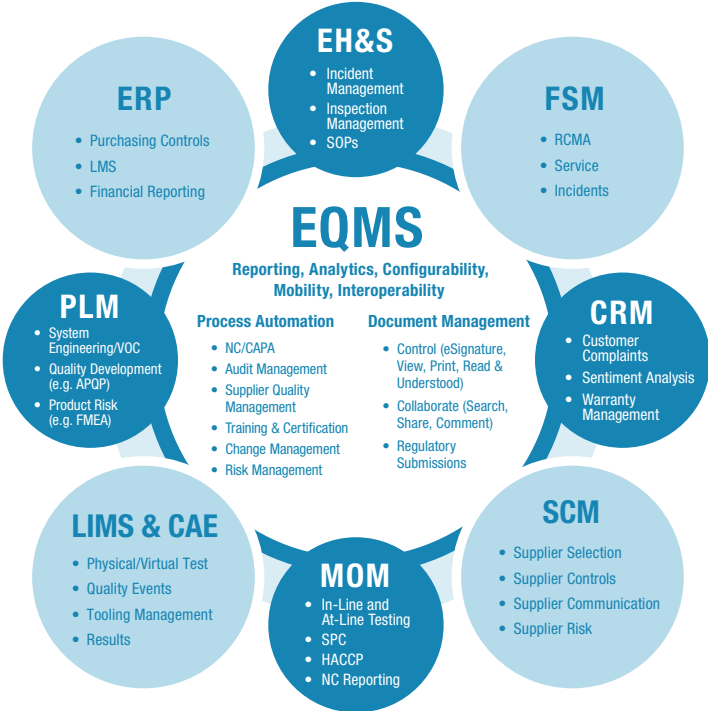 EH&S
• Incident
Management
• Inspection
Management
• SOPs
ERP
• Purchasing Controls
• LMS
• Financial Reporting
FSM
• RCMA
• Service
• Incidents
EQMS
Reporting, Analytics, Configurability,
Mobility, Interoperability
Process Automation
• NC/CAPA
• Audit Management
• Supplier Quality
Management
• Training & Certification
• Change Management
• Risk Management
Document Management
• Control (eSignature,
View, Print, Read &
Understood)
• Collaborate (Search,
Share, Comment)
• Regulatory
Submissions
PLM
• System
Engineering/VOC
• Quality Development
(e.g. APQP)
• Product Risk
(e.g. FMEA)
CRM
• Customer
Complaints
• Sentiment Analysis
• Warranty
Management
LIMS & CAE
• Physical/Virtual Test
• Quality Events
• Tooling Management
• Results
MOM
• In-Line and
At-Line Testing
• SPC
• HACCP
• NC Reporting
SCM
• Supplier Selection
• Supplier Controls
• Supplier Communication
• Supplier Risk